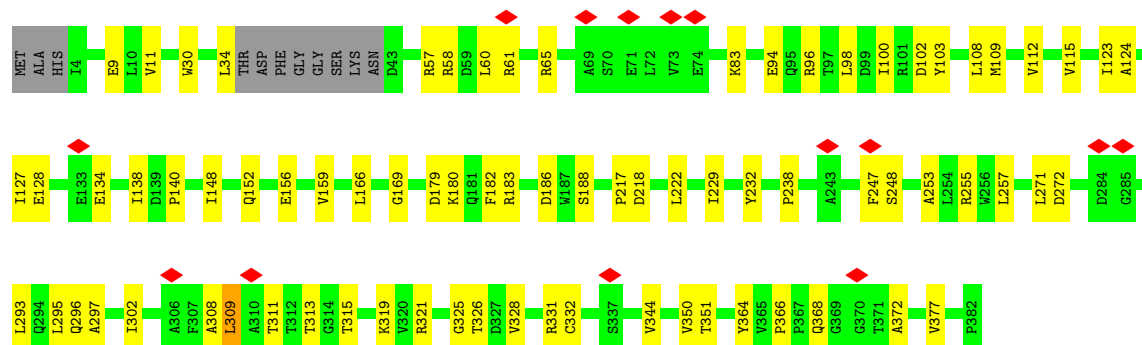 MET ALA HIS I4 E9 L10 V11 W30 L34 THR ASP PHE GLY GLY SER LYS ASN D43 R57 R58 D59 L60 R61 R65 A69 S70 E71 L72 V73 E74 K83 E94 Q95 R96 T97 L98 D99 I100 R101 D102 Y103 L108 M109 V112 V115 I123 A124
I127 E128 E133 E134 I138 D139 P140 I148 Q152 E156 V159 L166 G169 D179 K180 Q181 F182 R183 D186 W187 S188 P217 D218 L222 I229 Y232 P238 A243 F247 S248 A253 L254 R255 W256 L257 L271 D272 D284 G285
L293 Q294 L295 Q296 A297 I302 A306 F307 A308 L309 A310 T311 T312 T313 G314 T315 K319 V320 R321 G325 T326 D327 V328 R331 C332 S337 V344 V350 T351 Y364 V365 P366 P367 Q368 G369 G370 T371 A372 V377 P382